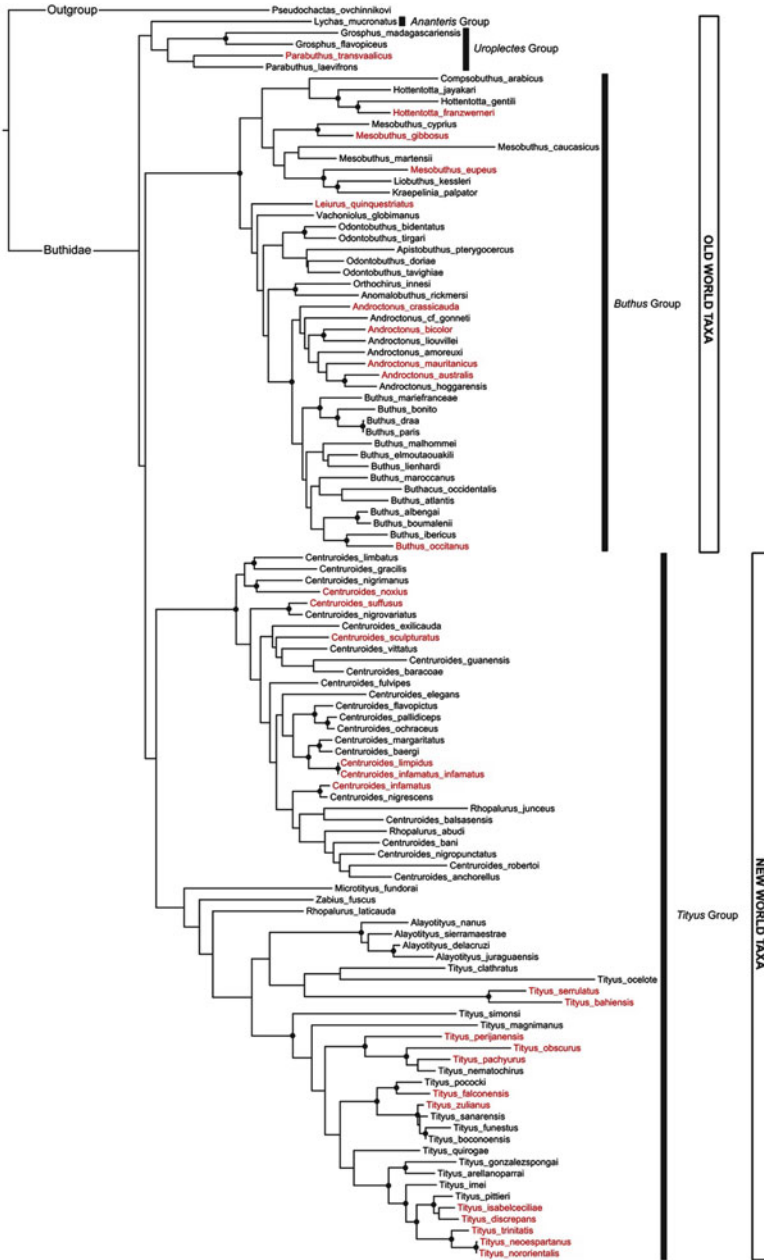 Outgroup
Pseudochactas_ovchinnikovi
Lychas_mucronatus
Ananteris Group
Grosphus_madagascariensis
Grosphus_flavopiceus
Uroplectes Group
Parabuthus_transvaalicus
Parabuthus_laevifrons
Compsobuthus_arabicus
Hottentotta_jayakari
Hottentotta_gentili
Hottentotta_franzwerneri
Mesobuthus_cyprius
Mesobuthus_gibbosus
Mesobuthus_caucasicus
Mesobuthus_martensii
Mesobuthus_eupeus
Liobuthus_kessleri
Kraepelinia_palpator
Leiurus_quinquestriatus
Vachoniolus_globimanus
Odontobuthus_bidentatus
Odontobuthus_tirgari
Buthidae
Apistobuthus_pterygocercus
Odontobuthus_doriae
Odontobuthus_tavighiae
Orthochirus_innesi
Anomalobuthus_rickmersi
Buthus Group
OLD WORLD TAXA
Androctonus_crassicauda
Androctonus_cf_gonneti
Androctonus_bicolor
Androctonus_liouvillei
Androctonus_amoreuxi
Androctonus_mauritanicus
Androctonus_australis
Androctonus_hoggarensis
Buthus_mariefranceae
Buthus_bonito
Buthus_draa
Buthus_paris
Buthus_malhommei
Buthus_elmoutaouakili
Buthus_lienhardi
Buthus_maroccanus
Buthacus_occidentalis
Buthus_atlantis
Buthus_albengai
Buthus_boumalenii
Buthus_ibericus
Buthus_occitanus
Centruroides_limbatus
Centruroides_gracilis
Centruroides_nigrimanus
Centruroides_noxius
Centruroides_suffusus
Centruroides_nigrovariatus
Centruroides_exilicauda
Centruroides_sculpturatus
Centruroides_vittatus
Centruroides_guanensis
Centruroides_baracoae
Centruroides_fulvipes
Centruroides_elegans
Centruroides_flavopictus
Centruroides_pallidiceps
Centruroides_ochraceus
Centruroides_margaritatus
Centruroides_baergi
Centruroides_limpidus
Centruroides_infamatus_infamatus
Centruroides_infamatus
Centruroides_nigrescens
Rhopalurus_junceus
Centruroides_balsasensis
Rhopalurus_abudi
Centruroides_bani
Centruroides_nigropunctatus
Centruroides_robertoi
Centruroides_anchorellus
Microtityus_fundorai
Zabius_fuscus
Rhopalurus_laticauda
Tityus Group
NEW WORLD TAXA
Alayotityus_nanus
Alayotityus_sierramaestrae
Alayotityus_delacruzi
Alayotityus_juraguaensis
Tityus_clathratus
Tityus_ocelote
Tityus_serrulatus
Tityus_bahiensis
Tityus_simonsi
Tityus_magnimanus
Tityus_perijanensis
Tityus_obscurus
Tityus_pachyurus
Tityus_nematochirus
Tityus_pococki
Tityus_falconensis
Tityus_zulianus
Tityus_sanarensis
Tityus_funestus
Tityus_boconoensis
Tityus_quirogae
Tityus_gonzalezspongai
Tityus_arellanoparrai
Tityus_imei
Tityus_pittieri
Tityus_isabelceciliae
Tityus_discrepans
Tityus_trinitatis
Tityus_neoespartanus
Tityus_nororientalis